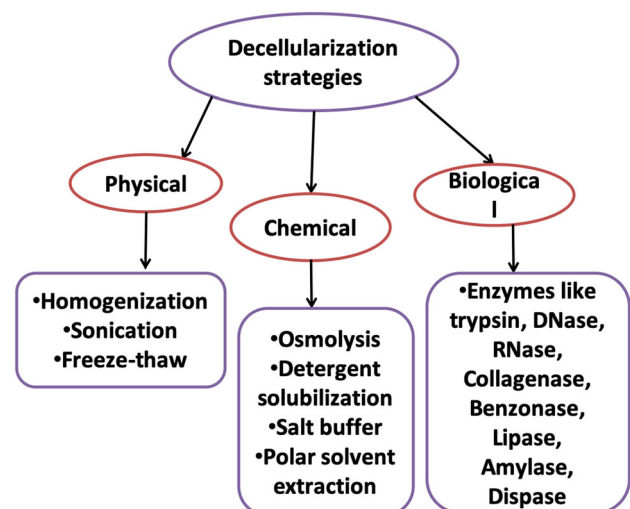 Decellularization
strategies
Physical
Chemical
Biologica
l
•Homogenization
•Sonication
•Freeze-thaw
•Osmolysis
•Detergent
solubilization
•Salt buffer
•Polar solvent
extraction
•Enzymes like
trypsin, DNase,
RNase,
Collagenase,
Benzonase,
Lipase,
Amylase,
Dispase